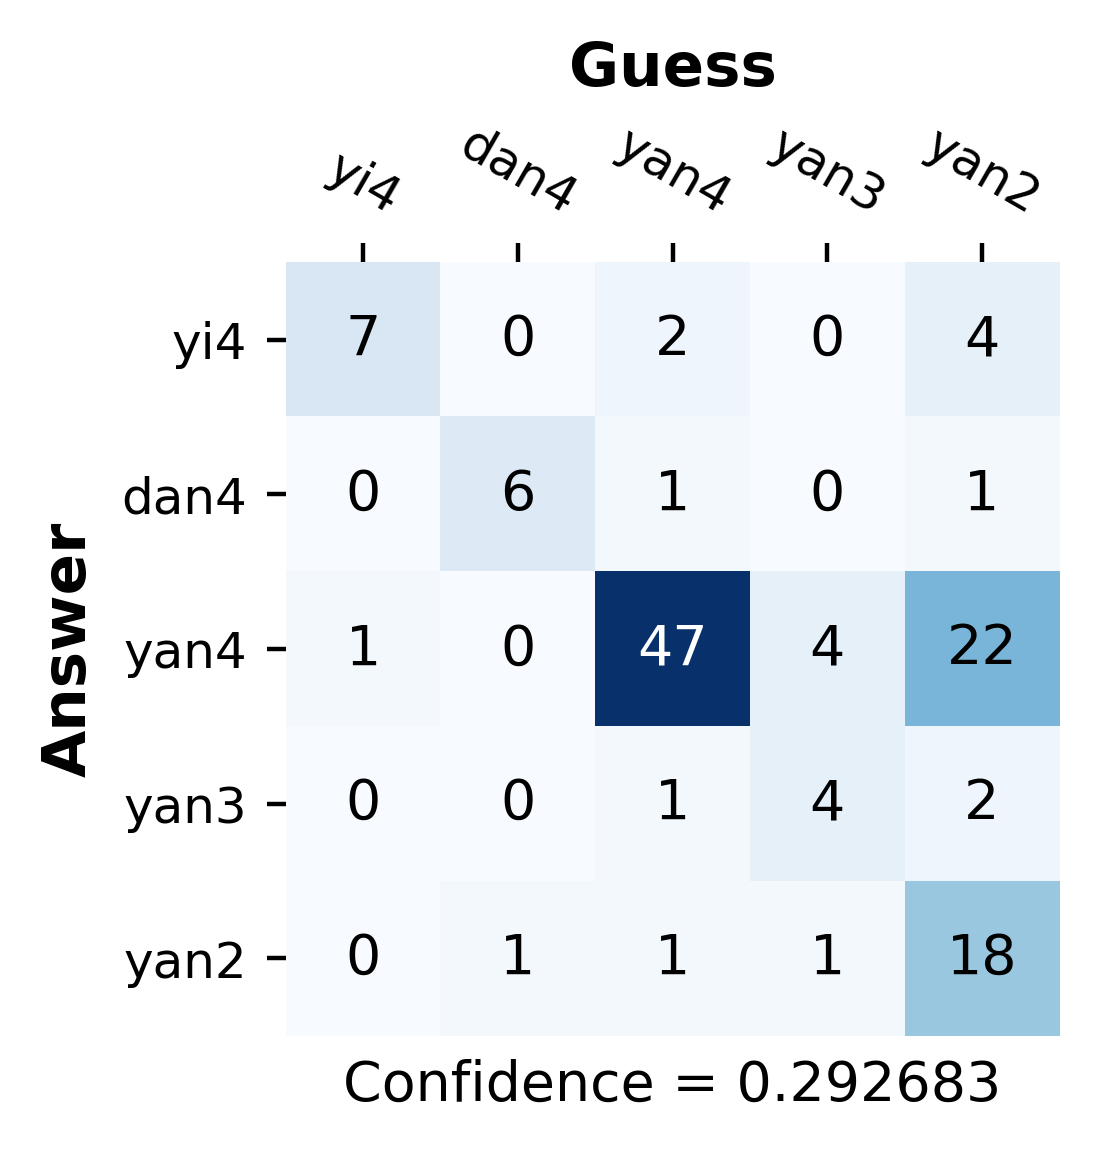 Guess
yi4 dan4 yan4 yan3 yan2
Answer
yi4 7 0 2 0 4
dan4 0 6 1 0 1
yan4 1 0 47 4 22
yan3 0 0 1 4 2
yan2 0 1 1 1 18
Confidence = 0.292683